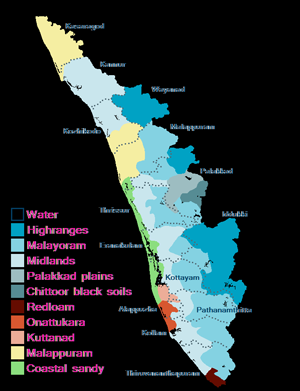 Kasaragod
Kannur
Wayanad
Kozhikode
Malappuram
Palakkad
Thrissur
Idukki
Ernakulam
Kottayam
Alappuzha
Pathanamthitta
Kollam
Thiruvananthapuram
Water
Highranges
Malayoram
Midlands
Palakkad plains
Chittoor black soils
Redloam
Onattukara
Kuttanad
Malappuram
Coastal sandy